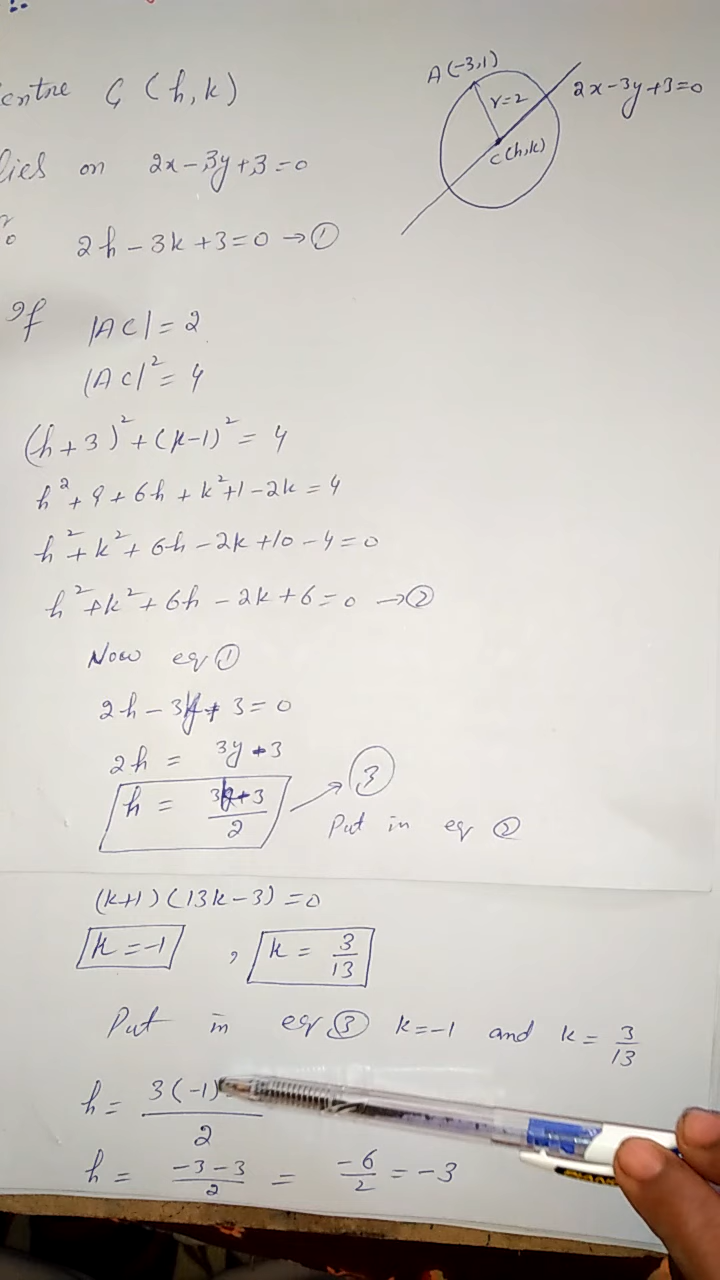 C (h, k)
A(-3,1)
r=2
2x-3y+3=0
C(h,k)
on 2x-3y+3=0
2h-3k+3=0 →①
If |AC|=2
|AC|²=4
(h+3)²+(k-1)²=4
h²+9+6h+k²+1-2k=4
h²+k²+6h-2k+10-4=0
h²+k²+6h-2k+6=0 →②
Now eq ①
2h-3k+3=0
2h = 3y-3
h = 3k-3/2 → ③
Put in eq ②
(k+1)(13k-3)=0
k=-1 , k = 3/13
Put in eq ③ k=-1 and k = 3/13
h = 3(-1)/2
h = -3-3/2 = -6/2 = -3